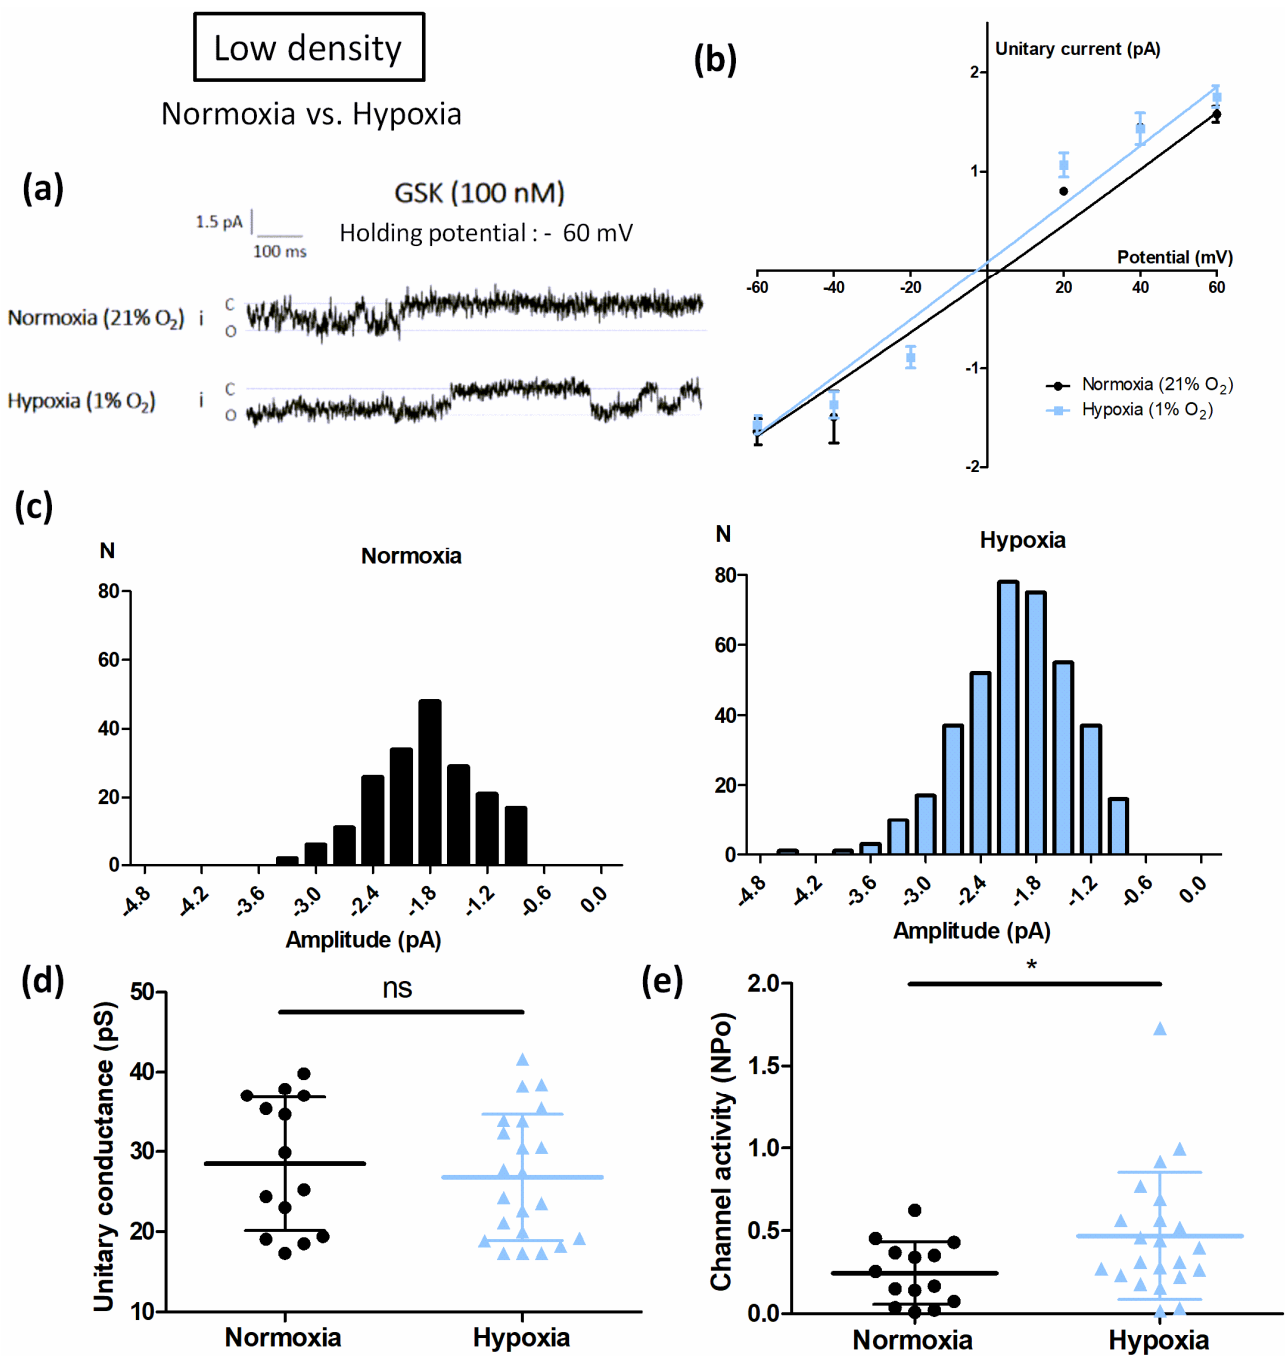 Low density
Normoxia vs. Hypoxia
(a)
GSK (100 nM)
1.5 pA
100 ms
Holding potential : - 60 mV
Normoxia (21% O₂) i
C
O
Hypoxia (1% O₂) i
C
O
(b)
Unitary current (pA)
2
1
-1
-2
Potential (mV)
-60
-40
-20
20
40
60
Normoxia (21% O₂)
Hypoxia (1% O₂)
(c)
N
Normoxia
80
60
40
20
0
-4.8
-4.2
-3.6
-3.0
-2.4
-1.8
-1.2
-0.6
0.0
Amplitude (pA)
N
Hypoxia
80
60
40
20
0
-4.8
-4.2
-3.6
-3.0
-2.4
-1.8
-1.2
-0.6
0.0
Amplitude (pA)
(d)
ns
Unitary conductance (pS)
50
40
30
20
10
Normoxia
Hypoxia
(e)
*
Channel activity (NPo)
2.0
1.5
1.0
0.5
0.0
Normoxia
Hypoxia